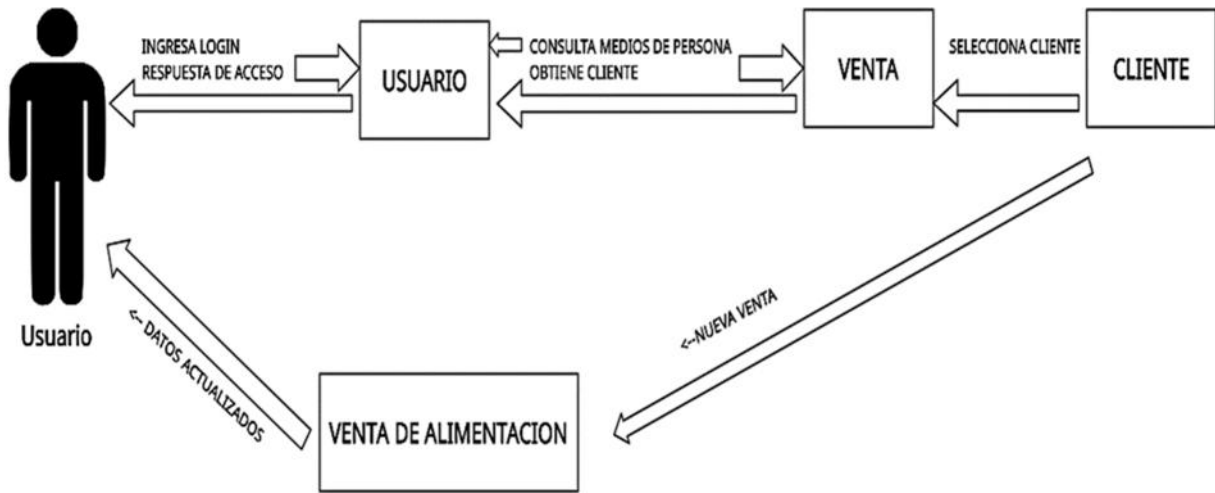 INGRESA LOGIN
RESPUESTA DE ACCESO
USUARIO
CONSULTA MEDIOS DE PERSONA
OBTIENE CLIENTE
VENTA
SELECCIONA CLIENTE
CLIENTE
Usuario
<-- DATOS ACTUALIZADOS
VENTA DE ALIMENTACION
<--NUEVA VENTA